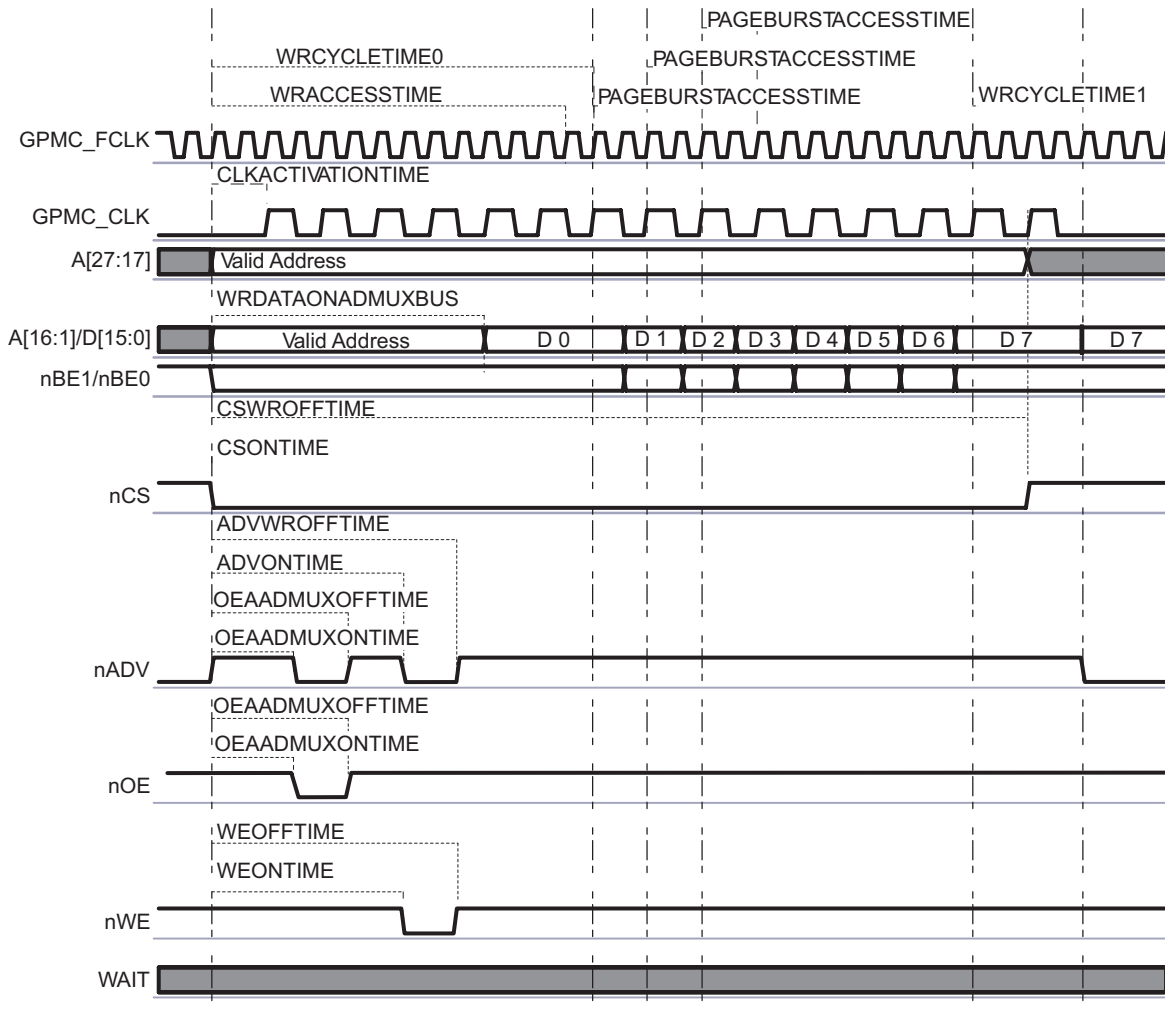 PAGEBURSTACCESSTIME
WRCYCLETIME0
PAGEBURSTACCESSTIME
WRACCESSTIME
PAGEBURSTACCESSTIME
WRCYCLETIME1
GPMC_FCLK
CLKACTIVATIONTIME
GPMC_CLK
A[27:17]
Valid Address
WRDATAONADMUXBUS
A[16:1]/D[15:0]
Valid Address
D 0
D 1
D 2
D 3
D 4
D 5
D 6
D 7
D 7
nBE1/nBE0
CSWROFFTIME
CSONTIME
nCS
ADVWROFFTIME
ADVONTIME
OEAADMUXOFFTIME
OEAADMUXONTIME
nADV
OEAADMUXOFFTIME
OEAADMUXONTIME
nOE
WEOFFTIME
WEONTIME
nWE
WAIT